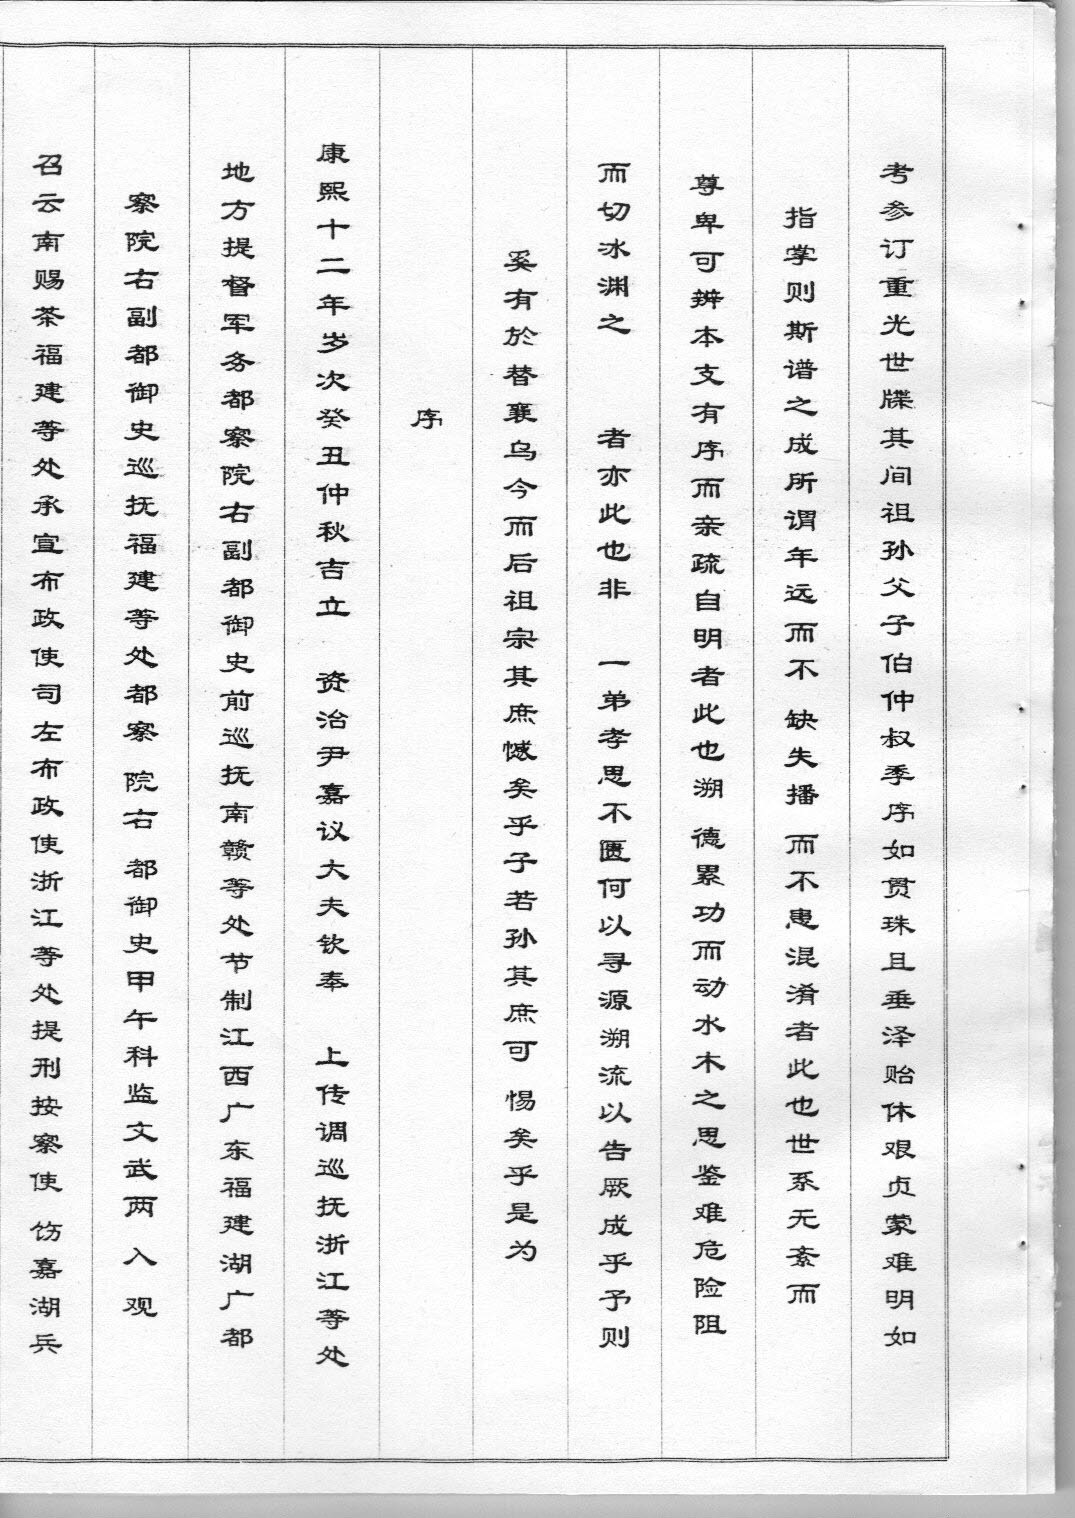 考参订重光世牒其间祖孙父子伯仲叔季序如贯珠且垂泽贻休艰贞蒙难明如
指掌则斯谱之成所谓年远而不 缺失播 而不患混淆者此也世系无紊而
尊卑可辨本支有序而亲疏自明者此也溯 德累功而动水木之思鉴难危险阻
而切冰渊之 者亦此也非 一弟孝思不匮何以寻源溯流以告厥成乎予则
奚有於替襄乌今而后祖宗其庶憾矣乎子若孙其庶可 惕矣乎是为
序
康熙十二年岁次癸丑仲秋吉立 资治尹嘉议大夫钦奉 上传调巡抚浙江等处
地方提督军务都察院右副都御史前巡抚南赣等处节制江西广东福建湖广都
察院右副都御史巡抚福建等处都察 院右 都御史甲午科监文武两 入 观
召云南赐茶福建等处承宣布政使司左布政使浙江等处提刑按察使 饬嘉湖兵